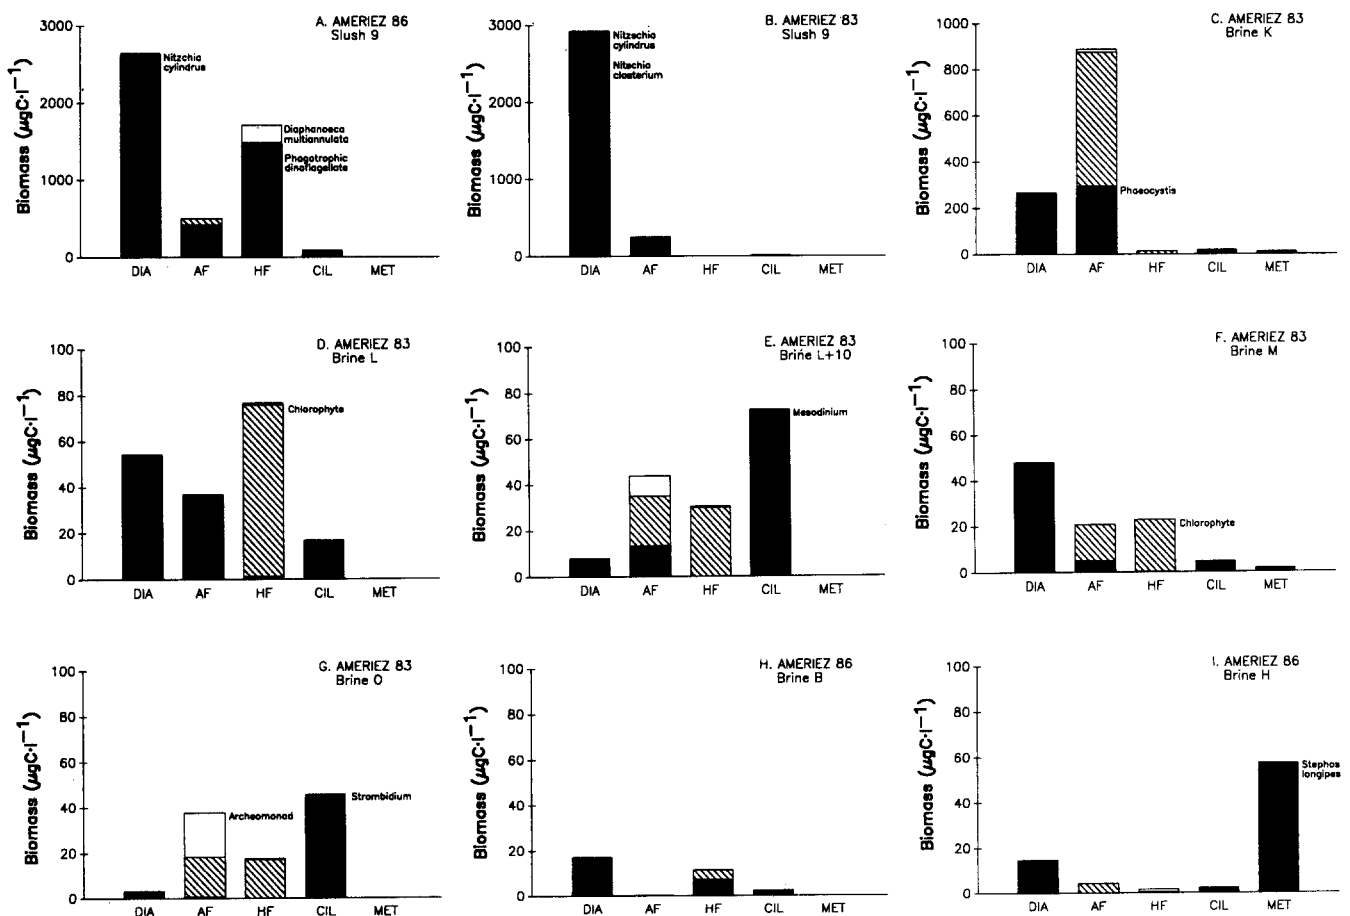 A. AMERIEZ 86
Slush 9
Biomass (μgC·l⁻¹)
3000
2000
1000
0
Nitzchia
cylindrus
Diaphanoeca
multiannulata
Phagotrophic
dinoflagellate
DIA AF HF CIL MET
B. AMERIEZ 83
Slush 9
Biomass (μgC·l⁻¹)
3000
2000
1000
0
Nitzschia
cylindrus
Nitschia
closterium
DIA AF HF CIL MET
C. AMERIEZ 83
Brine K
Biomass (μgC·l⁻¹)
1000
800
600
400
200
0
Phaeocystis
DIA AF HF CIL MET
D. AMERIEZ 83
Brine L
Biomass (μgC·l⁻¹)
100
80
60
40
20
0
Chlorophyte
DIA AF HF CIL MET
E. AMERIEZ 83
Brine L+10
Biomass (μgC·l⁻¹)
100
80
60
40
20
0
Mesodinium
DIA AF HF CIL MET
F. AMERIEZ 83
Brine M
Biomass (μgC·l⁻¹)
100
80
60
40
20
0
Chlorophyte
DIA AF HF CIL MET
G. AMERIEZ 83
Brine O
Biomass (μgC·l⁻¹)
100
80
60
40
20
0
Archeomonad
Strombidium
DIA AF HF CIL MET
H. AMERIEZ 86
Brine B
Biomass (μgC·l⁻¹)
100
80
60
40
20
0
DIA AF HF CIL MET
I. AMERIEZ 86
Brine H
Biomass (μgC·l⁻¹)
100
80
60
40
20
0
Stephos
longipes
DIA AF HF CIL MET